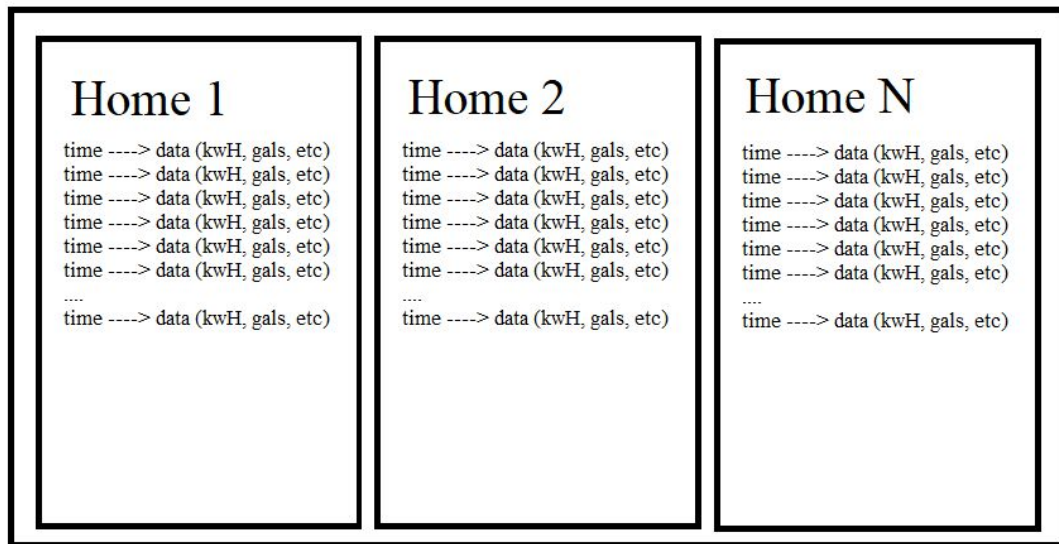 Home 1
time ----> data (kwH, gals, etc)
time ----> data (kwH, gals, etc)
time ----> data (kwH, gals, etc)
time ----> data (kwH, gals, etc)
time ----> data (kwH, gals, etc)
time ----> data (kwH, gals, etc)
....
time ----> data (kwH, gals, etc)
Home 2
time ----> data (kwH, gals, etc)
time ----> data (kwH, gals, etc)
time ----> data (kwH, gals, etc)
time ----> data (kwH, gals, etc)
time ----> data (kwH, gals, etc)
time ----> data (kwH, gals, etc)
....
time ----> data (kwH, gals, etc)
Home N
time ----> data (kwH, gals, etc)
time ----> data (kwH, gals, etc)
time ----> data (kwH, gals, etc)
time ----> data (kwH, gals, etc)
time ----> data (kwH, gals, etc)
time ----> data (kwH, gals, etc)
....
time ----> data (kwH, gals, etc)